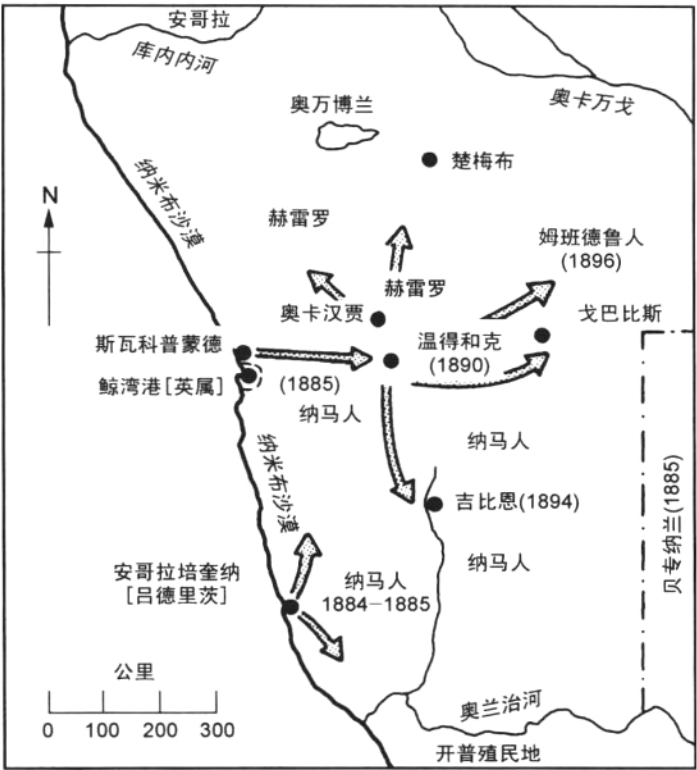 安哥拉
库内内河
奥卡万戈
奥万博兰
楚梅布
纳米布沙漠
N
赫雷罗
姆班德鲁人
(1896)
赫雷罗
奥卡汉贾
戈巴比斯
斯瓦科普蒙德
温得和克
(1890)
鲸湾港[英属]
(1885)
纳马人
纳马人
纳米布沙漠
贝专纳兰(1885)
吉比恩(1894)
纳马人
安哥拉培奎纳
[吕德里茨]
纳马人
1884－1885
公里
奥兰治河
0 100 200 300
开普殖民地